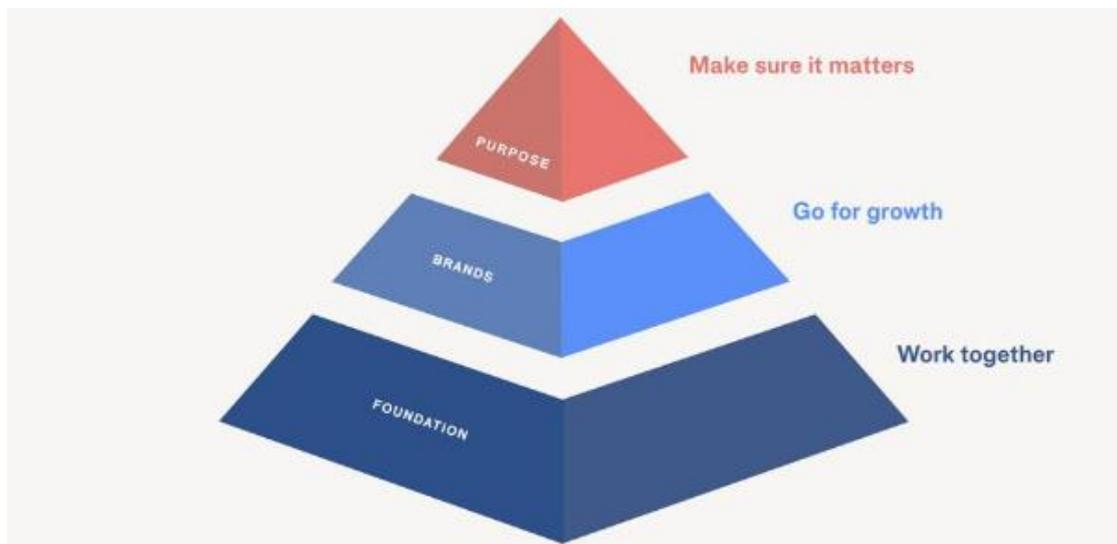 Make sure it matters
PURPOSE
Go for growth
BRANDS
Work together
FOUNDATION